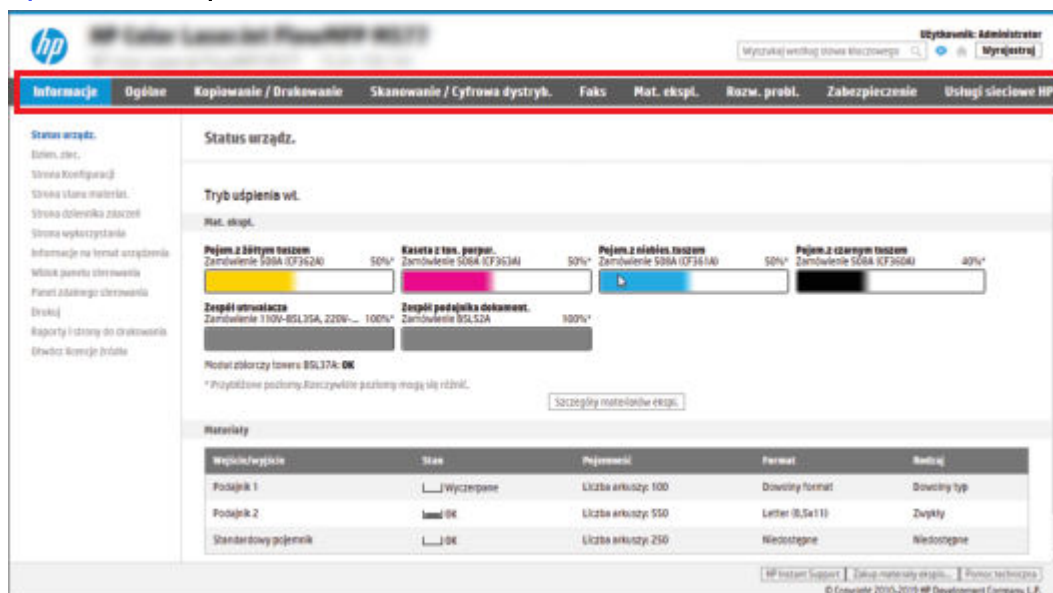 hp
Użytkownik: Administrator
Wyszukaj według słowa kluczowego
Wyrejestruj
Informacje Ogólne Kopiowanie / Drukowanie Skanowanie / Cyfrowa dystryb. Faks Mat. ekspl. Rozw. probl. Zabezpieczenie Usługi sieciowe HP
Status urządz.
Dzien. zlec.
Strona Konfiguracji
Strona stanu materiał.
Strona dziennika zdarzeń
Strona wykorzystania
Informacje na temat urządzenia
Widok panelu sterowania
Panel zdalnego sterowania
Drukuj
Raporty i strony do drukowania
Otwórz licencje źródła
Status urządz.
Tryb uśpienia wł.
Mat. ekspl.
Pojem.z żółtym tuszem
Zamówienie 508A (CF362A) 50%*
Kaseta z ton. purpur.
Zamówienie 508A (CF363A) 50%*
Pojem.z niebies.tuszem
Zamówienie 508A (CF361A) 50%*
Pojem.z czarnym tuszem
Zamówienie 508A (CF360A) 40%*
Zespół utrwalacza
Zamówienie 110V-B5L35A, 220V-... 100%*
Zespół podajnika dokument.
Zamówienie B5L52A 100%*
Moduł zbiorczy toneru B5L37A: OK
* Przybliżone poziomy.Rzeczywiste poziomy mogą się różnić.
Szczegóły materiałów ekspl.
Materiały
Wejście/wyjście Stan Pojemność Format Rodzaj
Podajnik 1 Wyczerpane Liczba arkuszy: 100 Dowolny format Dowolny typ
Podajnik 2 OK Liczba arkuszy: 550 Letter (8,5x11) Zwykły
Standardowy pojemnik OK Liczba arkuszy: 250 Niedostępne Niedostępne
HP Instant Support Zakup materiały eksplo... Pomoc techniczna
© Copyright 2010-2019 HP Development Company, L.P.